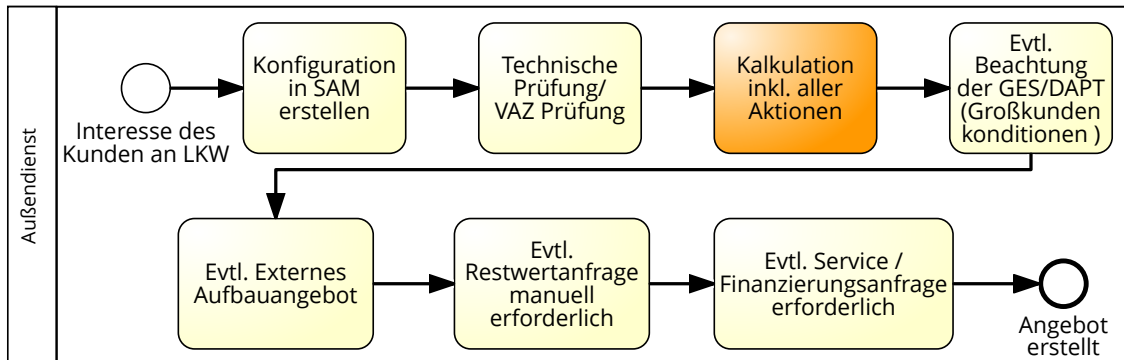 Außendienst
Interesse des
Kunden an LKW
Konfiguration
in SAM
erstellen
Technische
Prüfung/
VAZ Prüfung
Kalkulation
inkl. aller
Aktionen
Evtl.
Beachtung
der GES/DAPT
(Großkunden
konditionen )
Evtl. Externes
Aufbauangebot
Evtl.
Restwertanfrage
manuell
erforderlich
Evtl. Service /
Finanzierungsanfrage
erforderlich
Angebot
erstellt